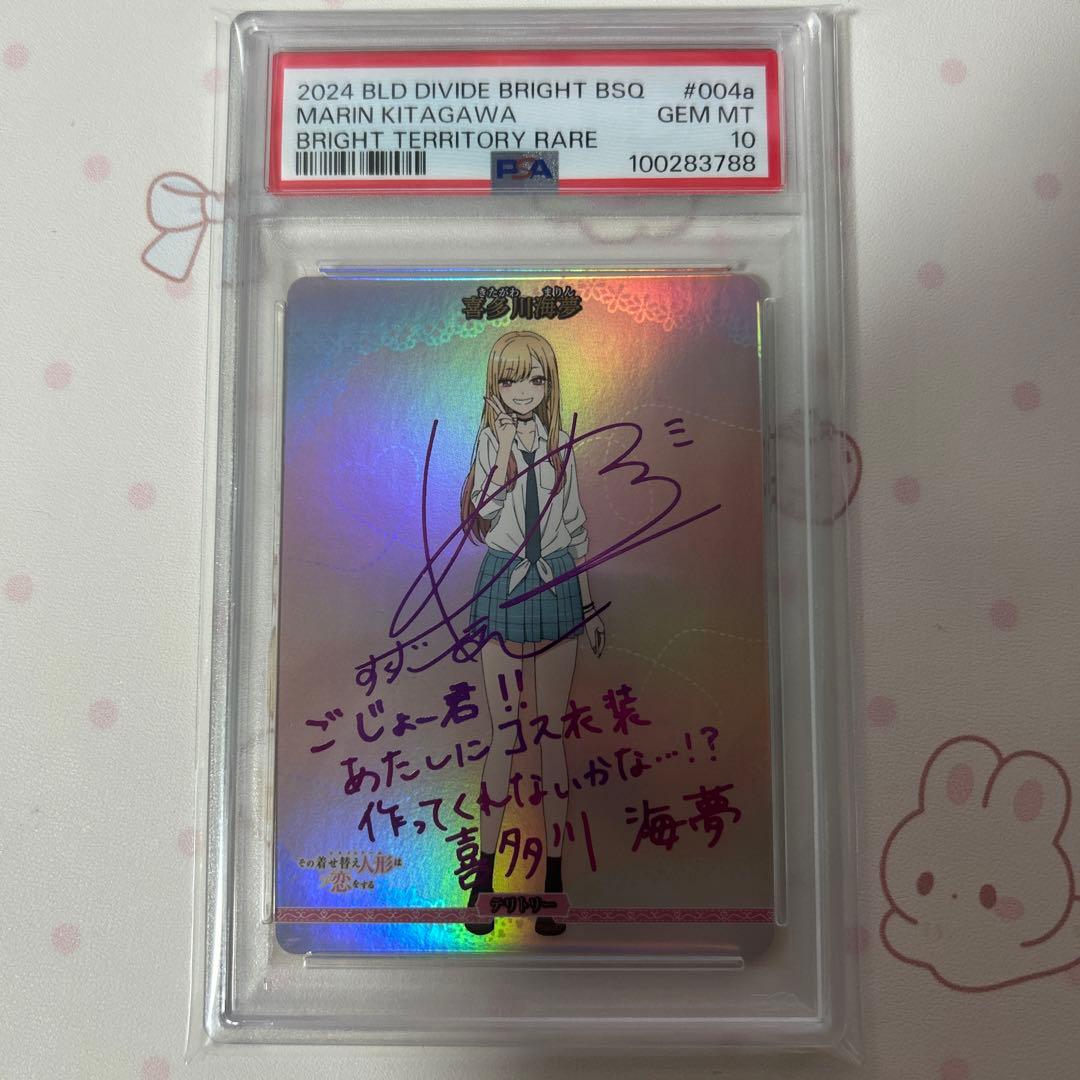 2024 BLD DIVIDE BRIGHT BSQ #004a
MARIN KITAGAWA GEM MT
BRIGHT TERRITORY RARE 10
PSA 100283788
きたがわ まりん
喜多川海夢
ごじょー君!!
あたしにコス衣装
作ってくれないかな…!?
喜多川 海夢
その着せ替え人形は
恋をする
テリトリー